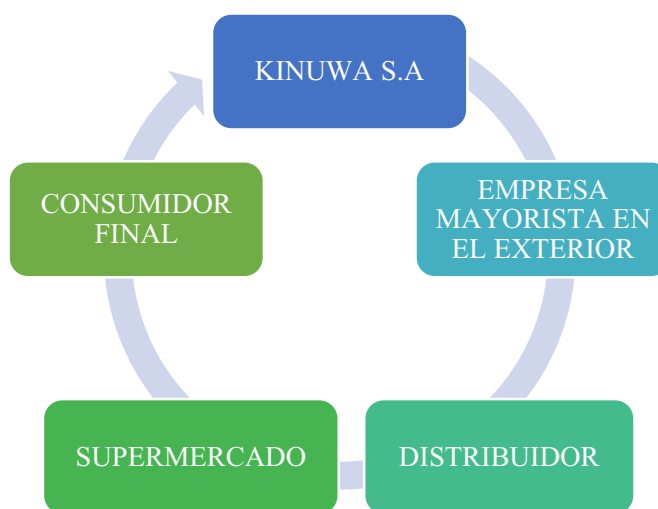 KINUWA S.A
EMPRESA
MAYORISTA EN
EL EXTERIOR
DISTRIBUIDOR
SUPERMERCADO
CONSUMIDOR
FINAL